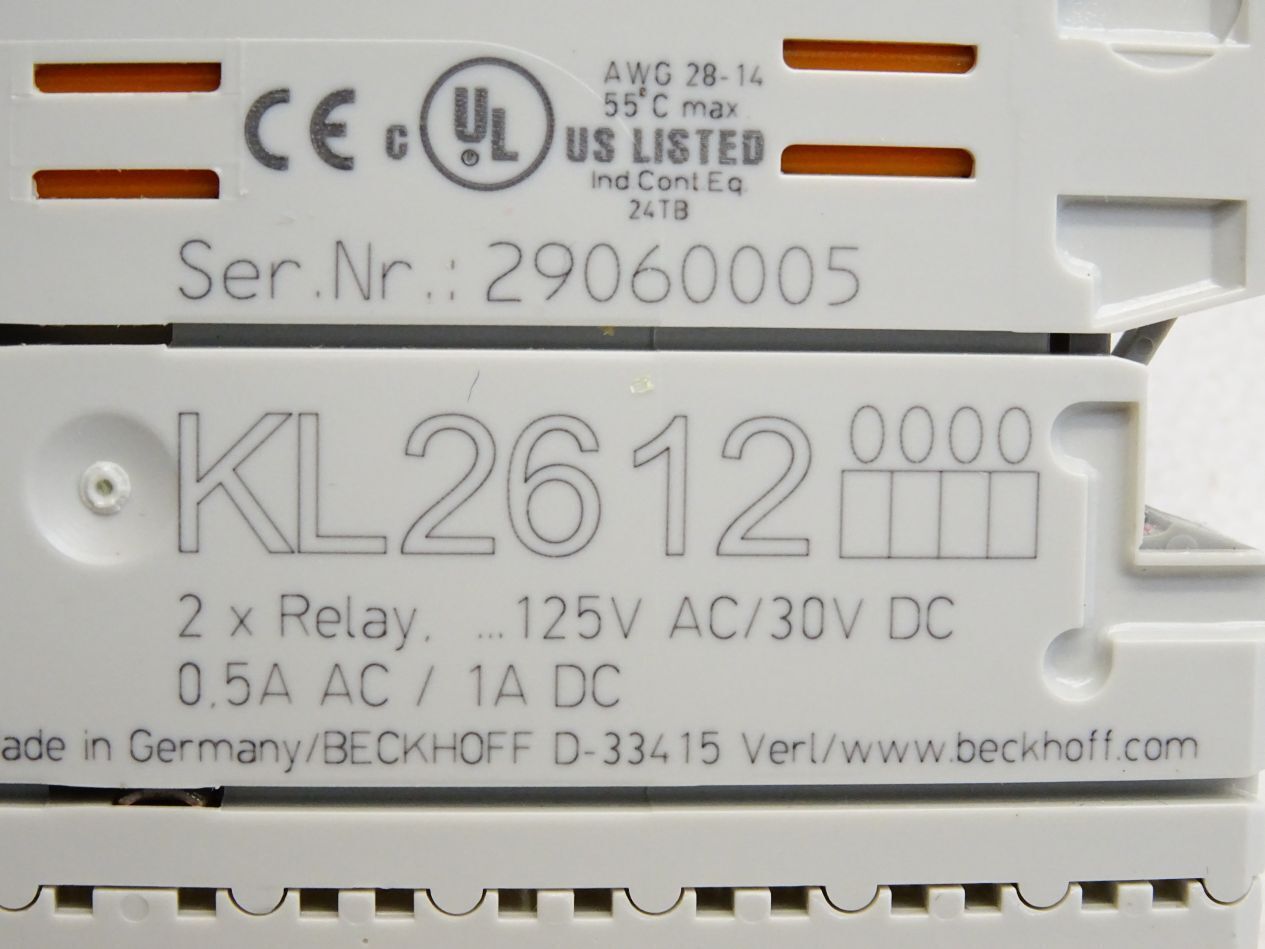 AWG 28-14
55°C max
CE c UL US LISTED
Ind.Cont.Eq.
24TB
Ser.Nr.: 29060005
KL2612 0000
2 x Relay, ...125V AC/30V DC
0,5A AC / 1A DC
ade in Germany/BECKHOFF D-33415 Verl/www.beckhoff.com